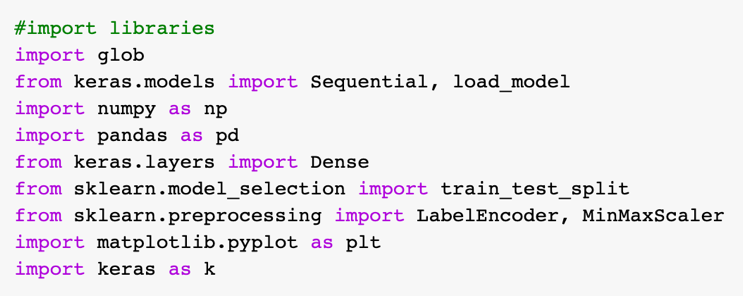 #import libraries
import glob
from keras.models import Sequential, load_model
import numpy as np
import pandas as pd
from keras.layers import Dense
from sklearn.model_selection import train_test_split
from sklearn.preprocessing import LabelEncoder, MinMaxScaler
import matplotlib.pyplot as plt
import keras as k